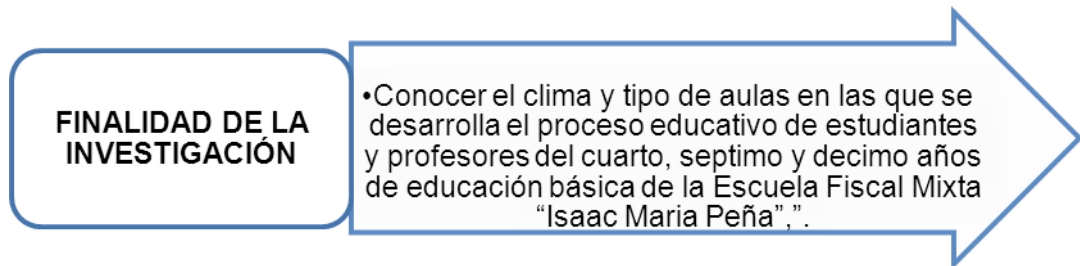 FINALIDAD DE LA
INVESTIGACIÓN
•Conocer el clima y tipo de aulas en las que se
desarrolla el proceso educativo de estudiantes
y profesores del cuarto, septimo y decimo años
de educación básica de la Escuela Fiscal Mixta
“Isaac Maria Peña”,”.